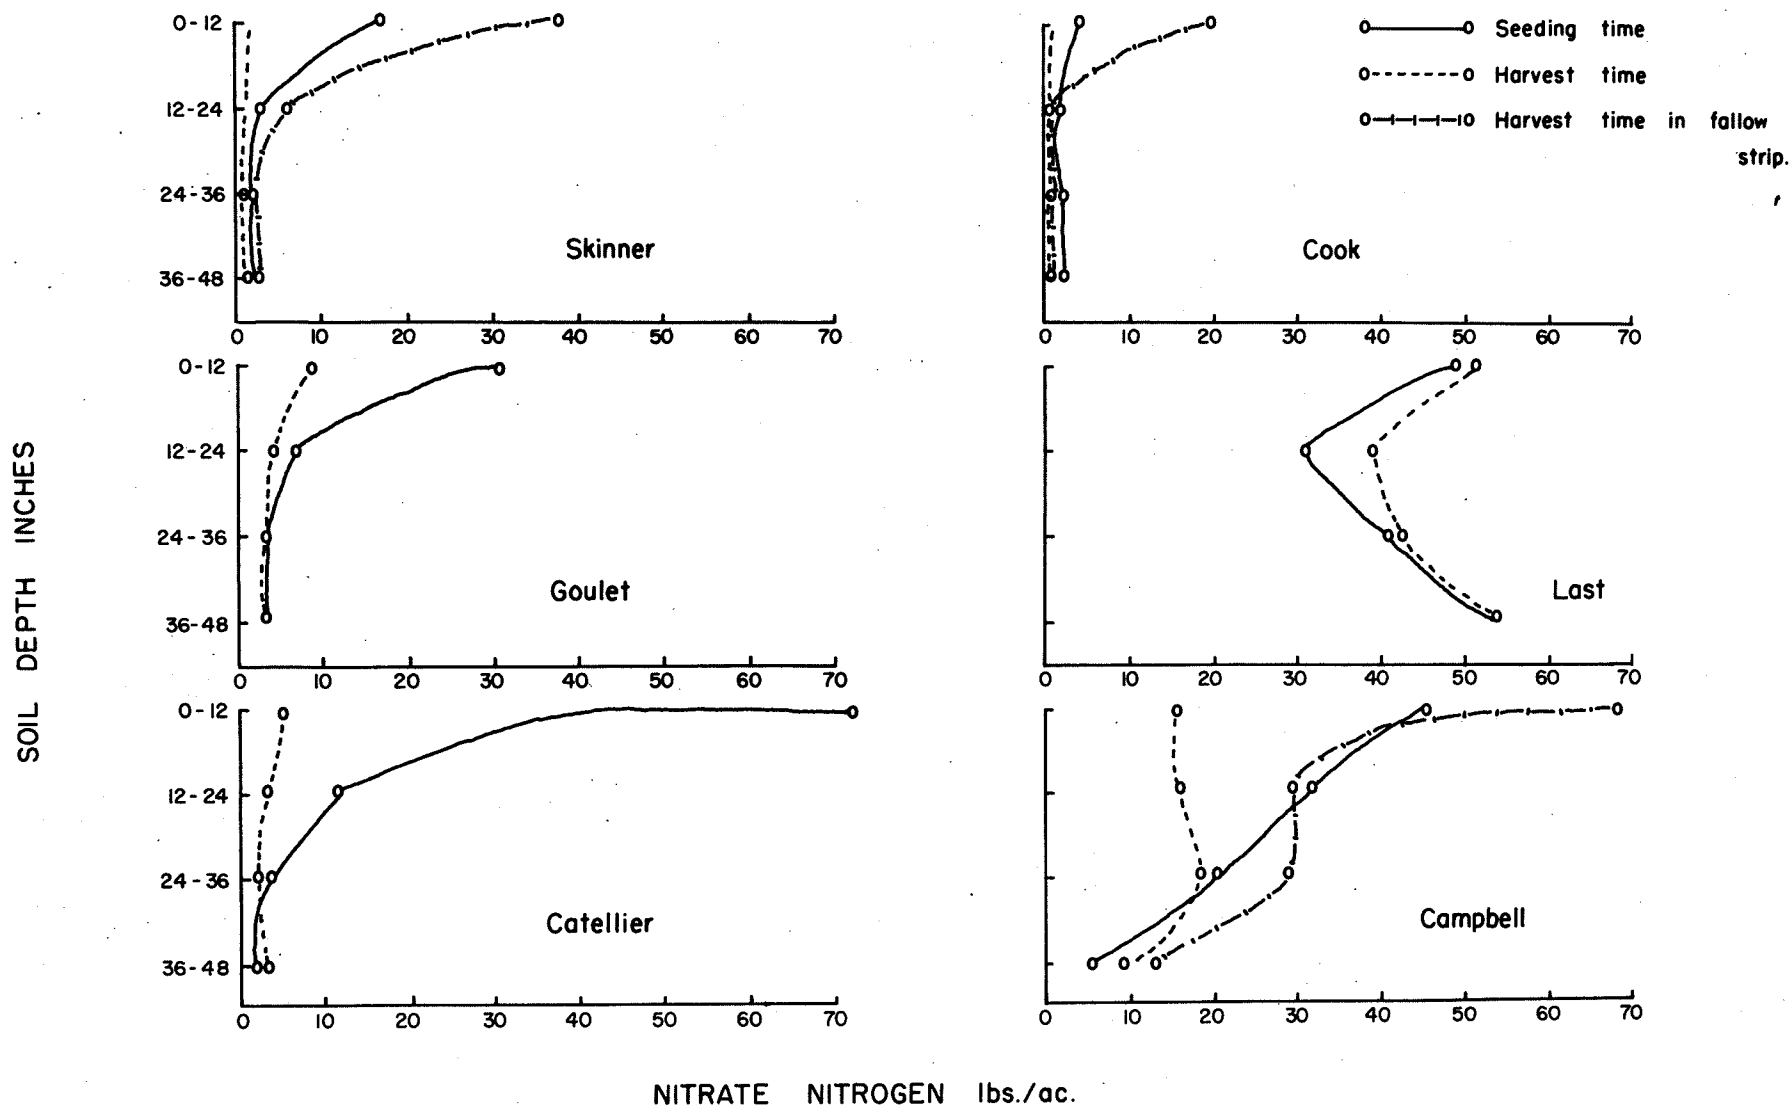 SOIL DEPTH INCHES
0-12
12-24
24-36
36-48
Skinner
0 10 20 30 40 50 60 70
Cook
0 10 20 30 40 50 60 70
Seeding time
Harvest time
Harvest time in fallow
strip.
0-12
12-24
24-36
36-48
Goulet
0 10 20 30 40 50 60 70
Last
0 10 20 30 40 50 60 70
0-12
12-24
24-36
36-48
Catellier
0 10 20 30 40 50 60 70
Campbell
0 10 20 30 40 50 60 70
NITRATE NITROGEN lbs./ac.